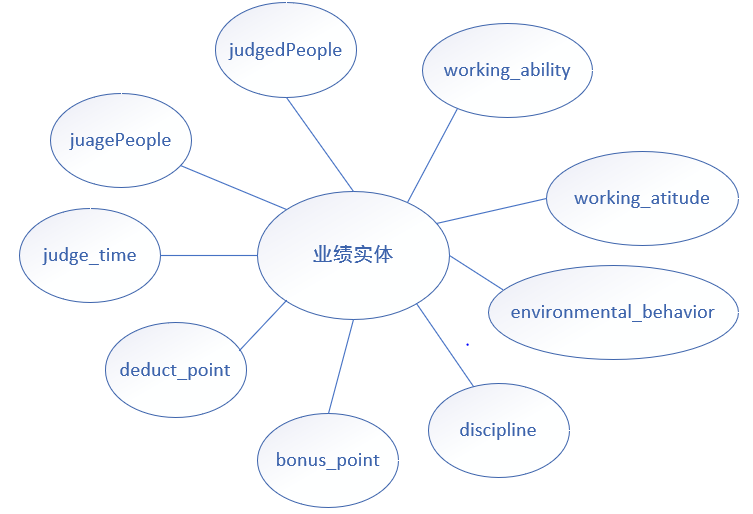 judgedPeople
working_ability
juagePeople
working_atitude
judge_time
业绩实体
environmental_behavior
deduct_point
discipline
bonus_point